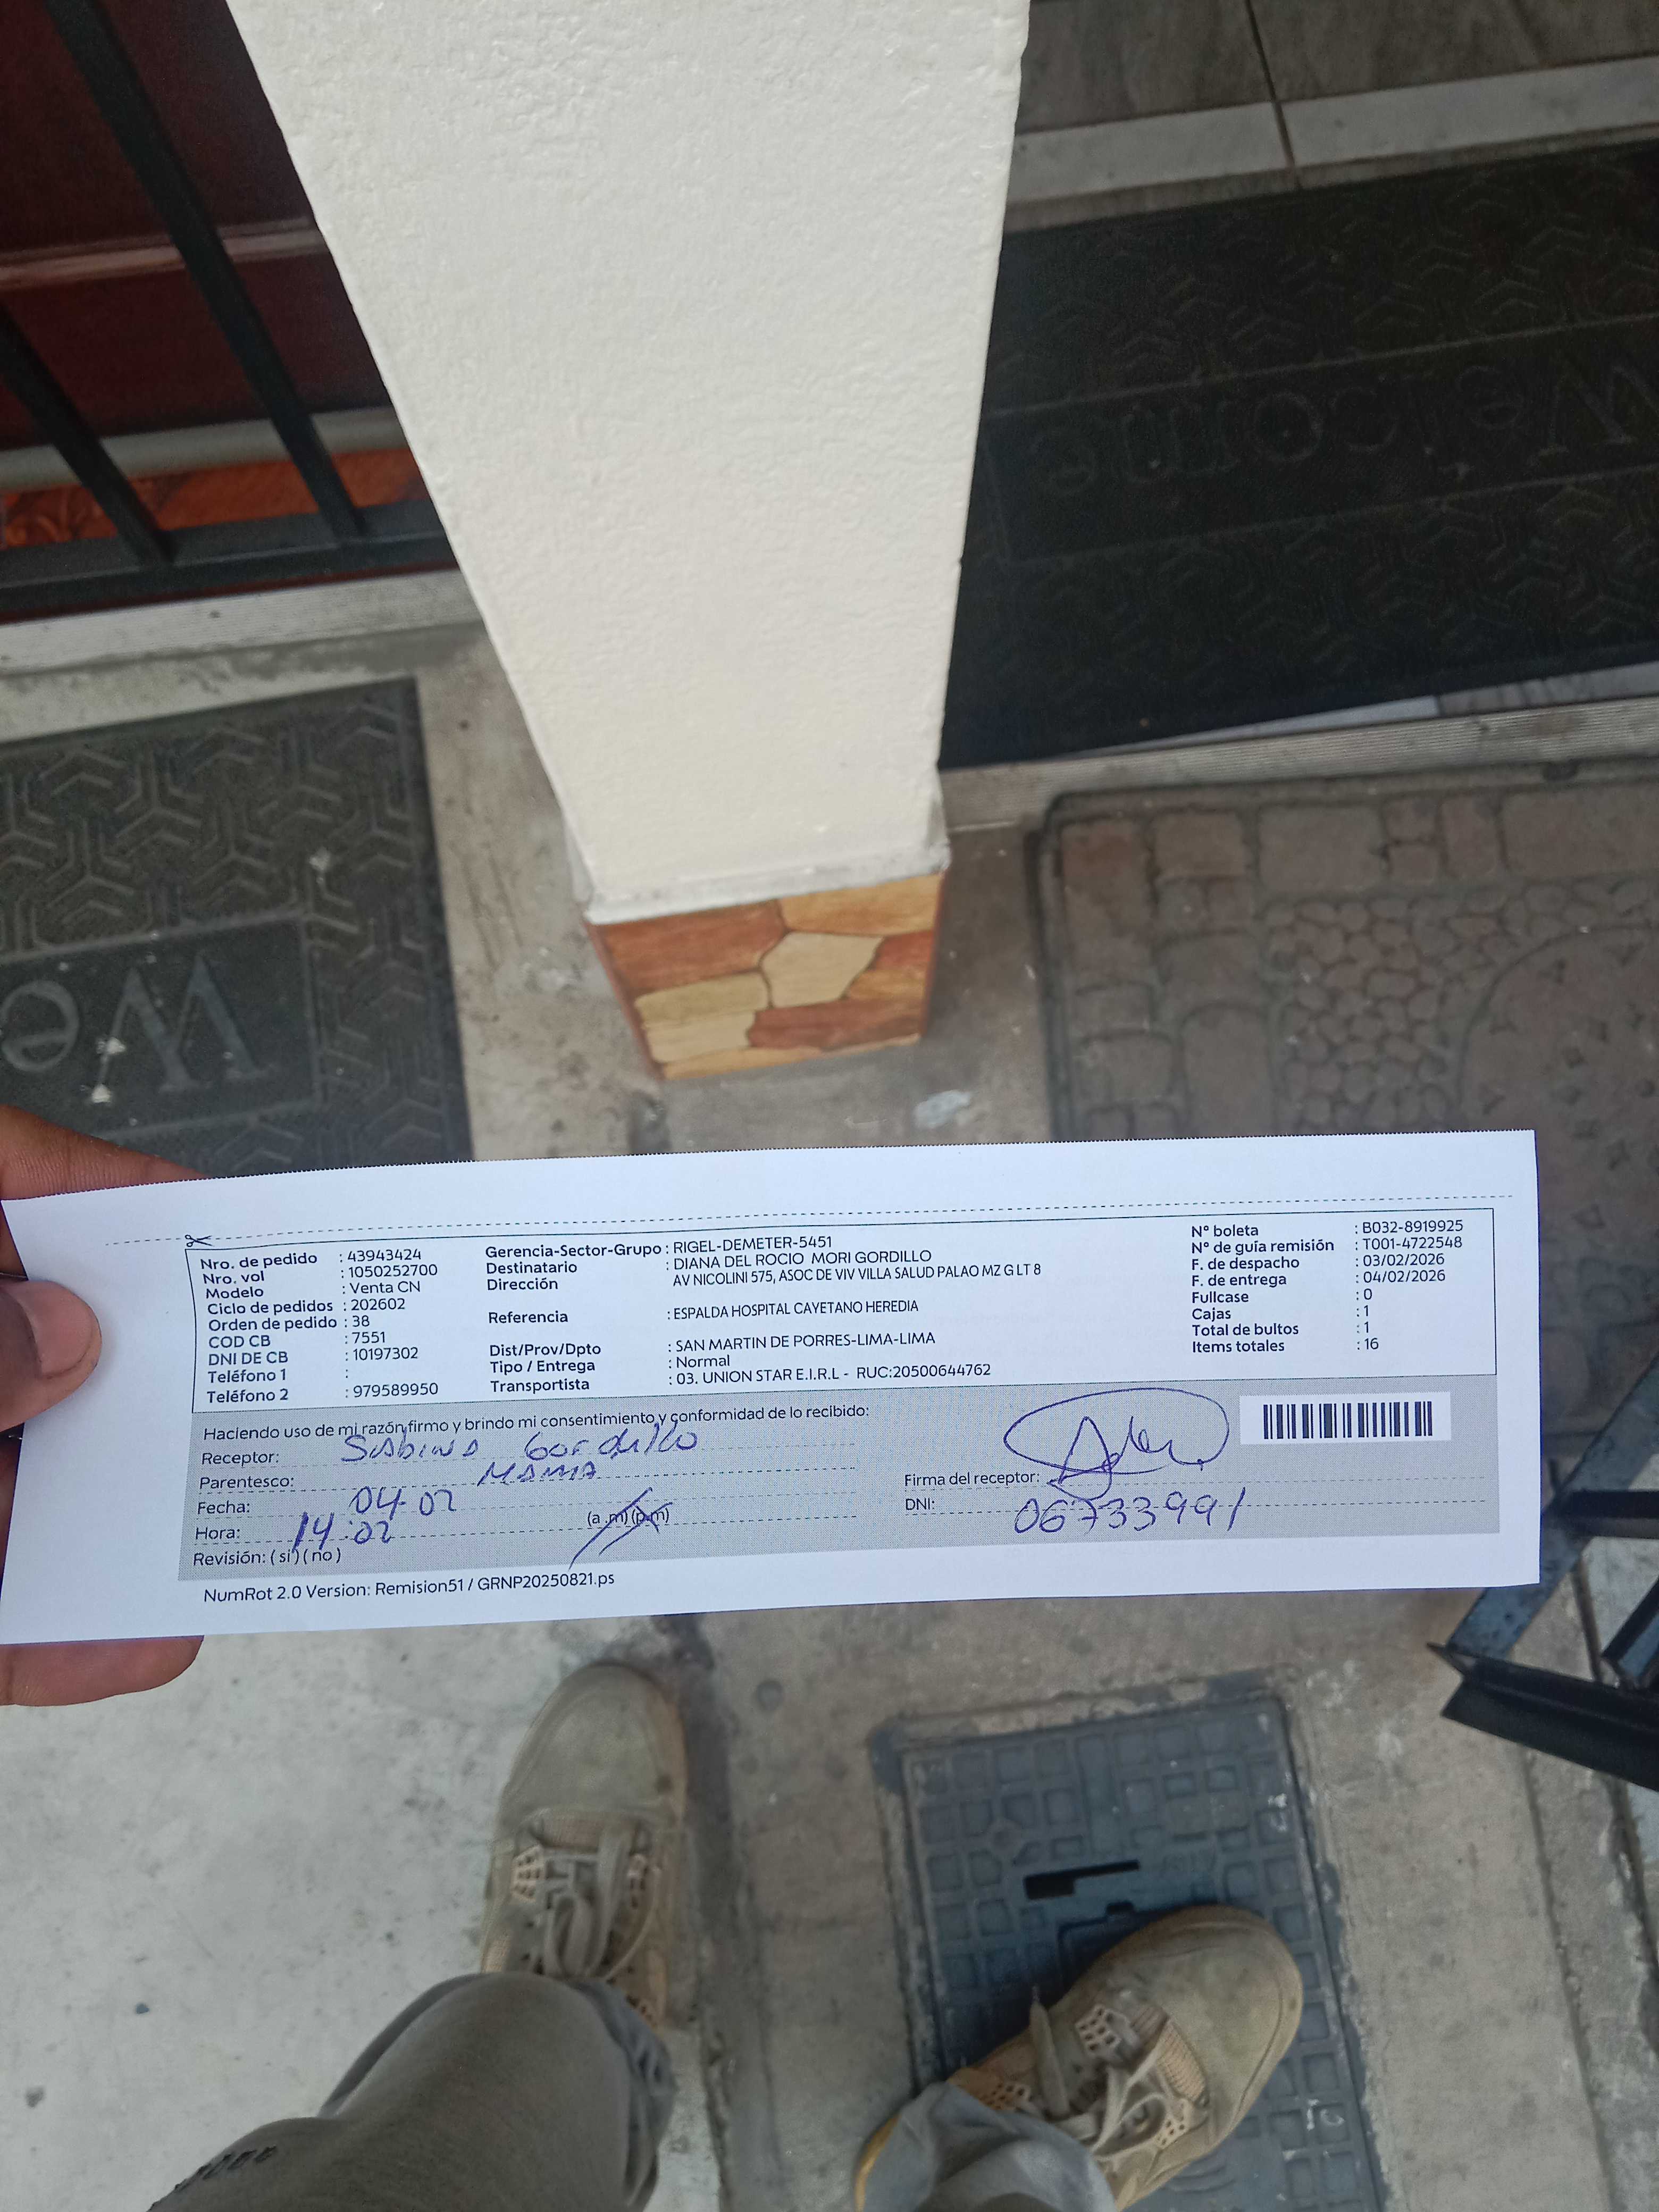 Welcome
We
Nro. de pedido : 43943424
Nro. vol : 1050252700
Modelo : Venta CN
Ciclo de pedidos : 202602
Orden de pedido : 38
COD CB : 7551
DNI DE CB : 10197302
Teléfono 1 :
Teléfono 2 : 979589950
Gerencia-Sector-Grupo : RIGEL-DEMETER-5451
Destinatario : DIANA DEL ROCIO MORI GORDILLO
Dirección AV NICOLINI 575, ASOC DE VIV VILLA SALUD PALAO MZ G LT 8
Referencia : ESPALDA HOSPITAL CAYETANO HEREDIA
Dist/Prov/Dpto : SAN MARTIN DE PORRES-LIMA-LIMA
Tipo / Entrega : Normal
Transportista : 03. UNION STAR E.I.R.L - RUC:20500644762
N° boleta : B032-8919925
N° de guía remisión : T001-4722548
F. de despacho : 03/02/2026
F. de entrega : 04/02/2026
Fullcase : 0
Cajas : 1
Total de bultos : 1
Items totales : 16
Haciendo uso de mi razón firmo y brindo mi consentimiento y conformidad de lo recibido:
Receptor: Sabina Gordillo
Parentesco: MAMA
Fecha: 04-02
Hora: 14:02 (a .m) (p.m)
Revisión: ( si ) ( no )
Firma del receptor:
DNI: 06733991
NumRot 2.0 Version: Remision51 / GRNP20250821.ps